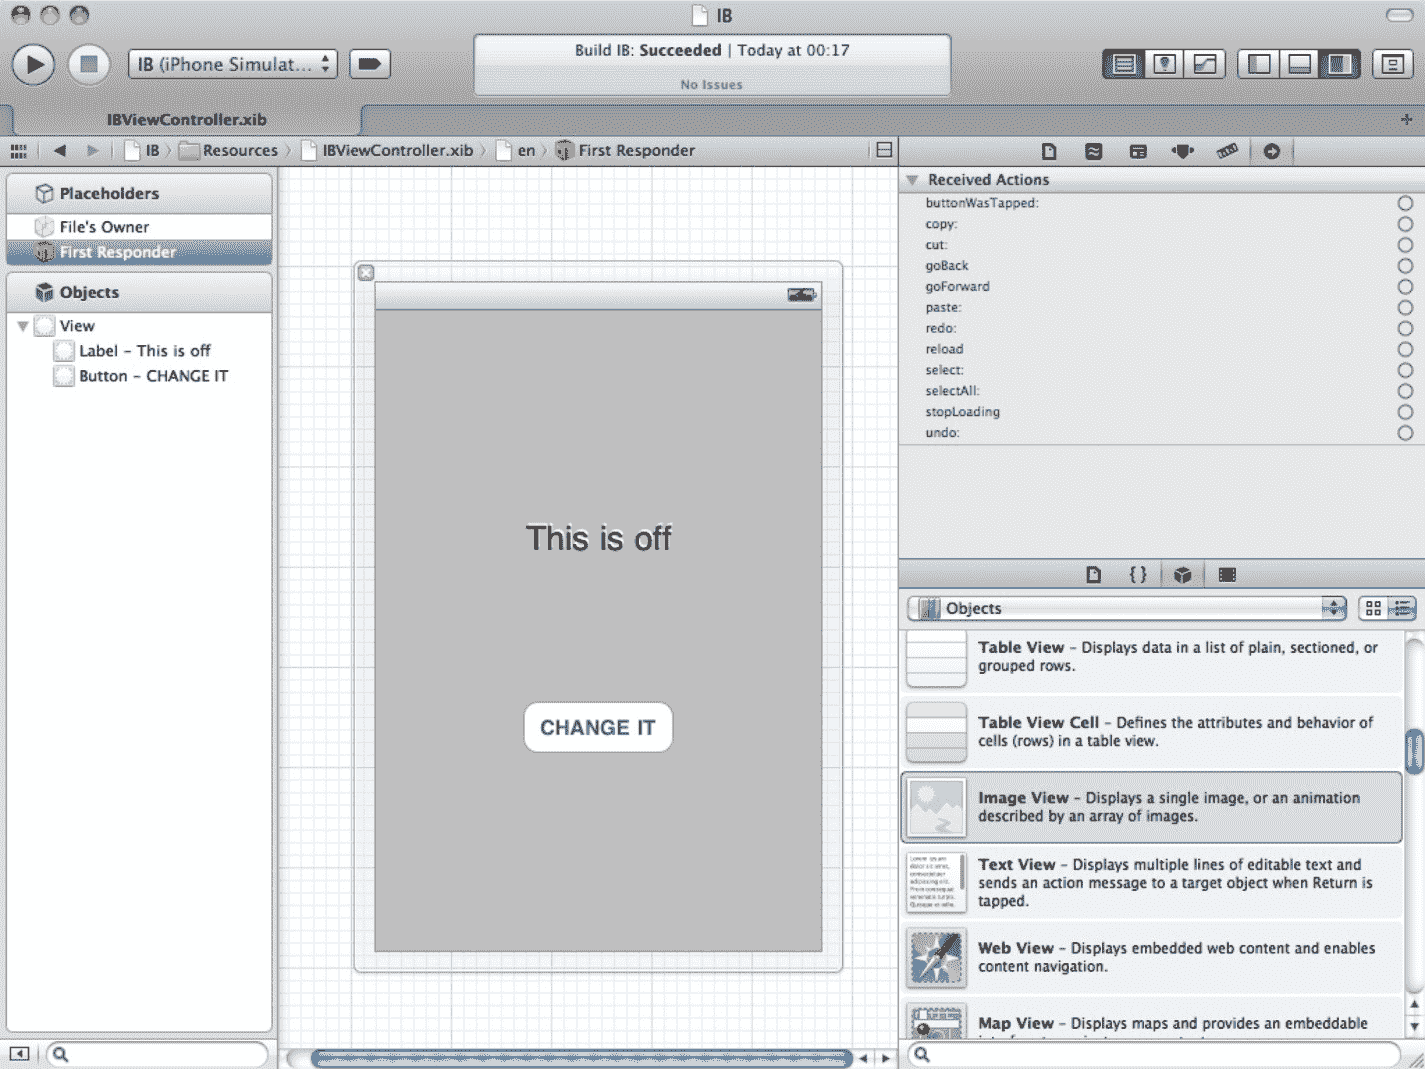 IB
IB (iPhone Simulat...
Build IB: Succeeded | Today at 00:17
No Issues
IBViewController.xib
IB
Resources
IBViewController.xib
en
First Responder
Placeholders
File's Owner
First Responder
Objects
View
Label - This is off
Button - CHANGE IT
This is off
CHANGE IT
Received Actions
buttonWasTapped:
copy:
cut:
goBack
goForward
paste:
redo:
reload
select:
selectAll:
stopLoading
undo:
{}
Objects
Table View - Displays data in a list of plain, sectioned, or
grouped rows.
Table View Cell - Defines the attributes and behavior of
cells (rows) in a table view.
Image View - Displays a single image, or an animation
described by an array of images.
Text View - Displays multiple lines of editable text and
sends an action message to a target object when Return is
tapped.
Web View - Displays embedded web content and enables
content navigation.
Map View - Displays maps and provides an embeddable